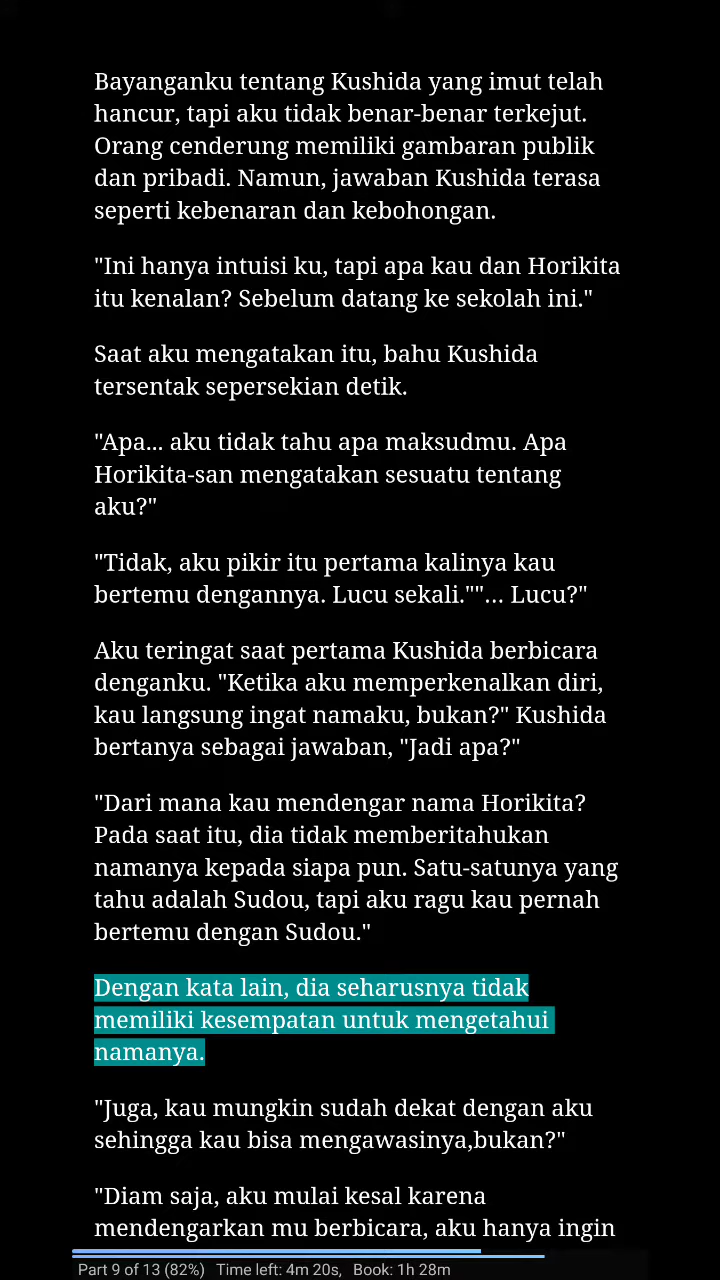 Bayanganku tentang Kushida yang imut telah
hancur, tapi aku tidak benar-benar terkejut.
Orang cenderung memiliki gambaran publik
dan pribadi. Namun, jawaban Kushida terasa
seperti kebenaran dan kebohongan.
"Ini hanya intuisi ku, tapi apa kau dan Horikita
itu kenalan? Sebelum datang ke sekolah ini."
Saat aku mengatakan itu, bahu Kushida
tersentak sepersekian detik.
"Apa... aku tidak tahu apa maksudmu. Apa
Horikita-san mengatakan sesuatu tentang
aku?"
"Tidak, aku pikir itu pertama kalinya kau
bertemu dengannya. Lucu sekali.""... Lucu?"
Aku teringat saat pertama Kushida berbicara
denganku. "Ketika aku memperkenalkan diri,
kau langsung ingat namaku, bukan?" Kushida
bertanya sebagai jawaban, "Jadi apa?"
"Dari mana kau mendengar nama Horikita?
Pada saat itu, dia tidak memberitahukan
namanya kepada siapa pun. Satu-satunya yang
tahu adalah Sudou, tapi aku ragu kau pernah
bertemu dengan Sudou."
Dengan kata lain, dia seharusnya tidak
memiliki kesempatan untuk mengetahui
namanya.
"Juga, kau mungkin sudah dekat dengan aku
sehingga kau bisa mengawasinya,bukan?"
"Diam saja, aku mulai kesal karena
mendengarkan mu berbicara, aku hanya ingin
Part 9 of 13 (82%) Time left: 4m 20s, Book: 1h 28m